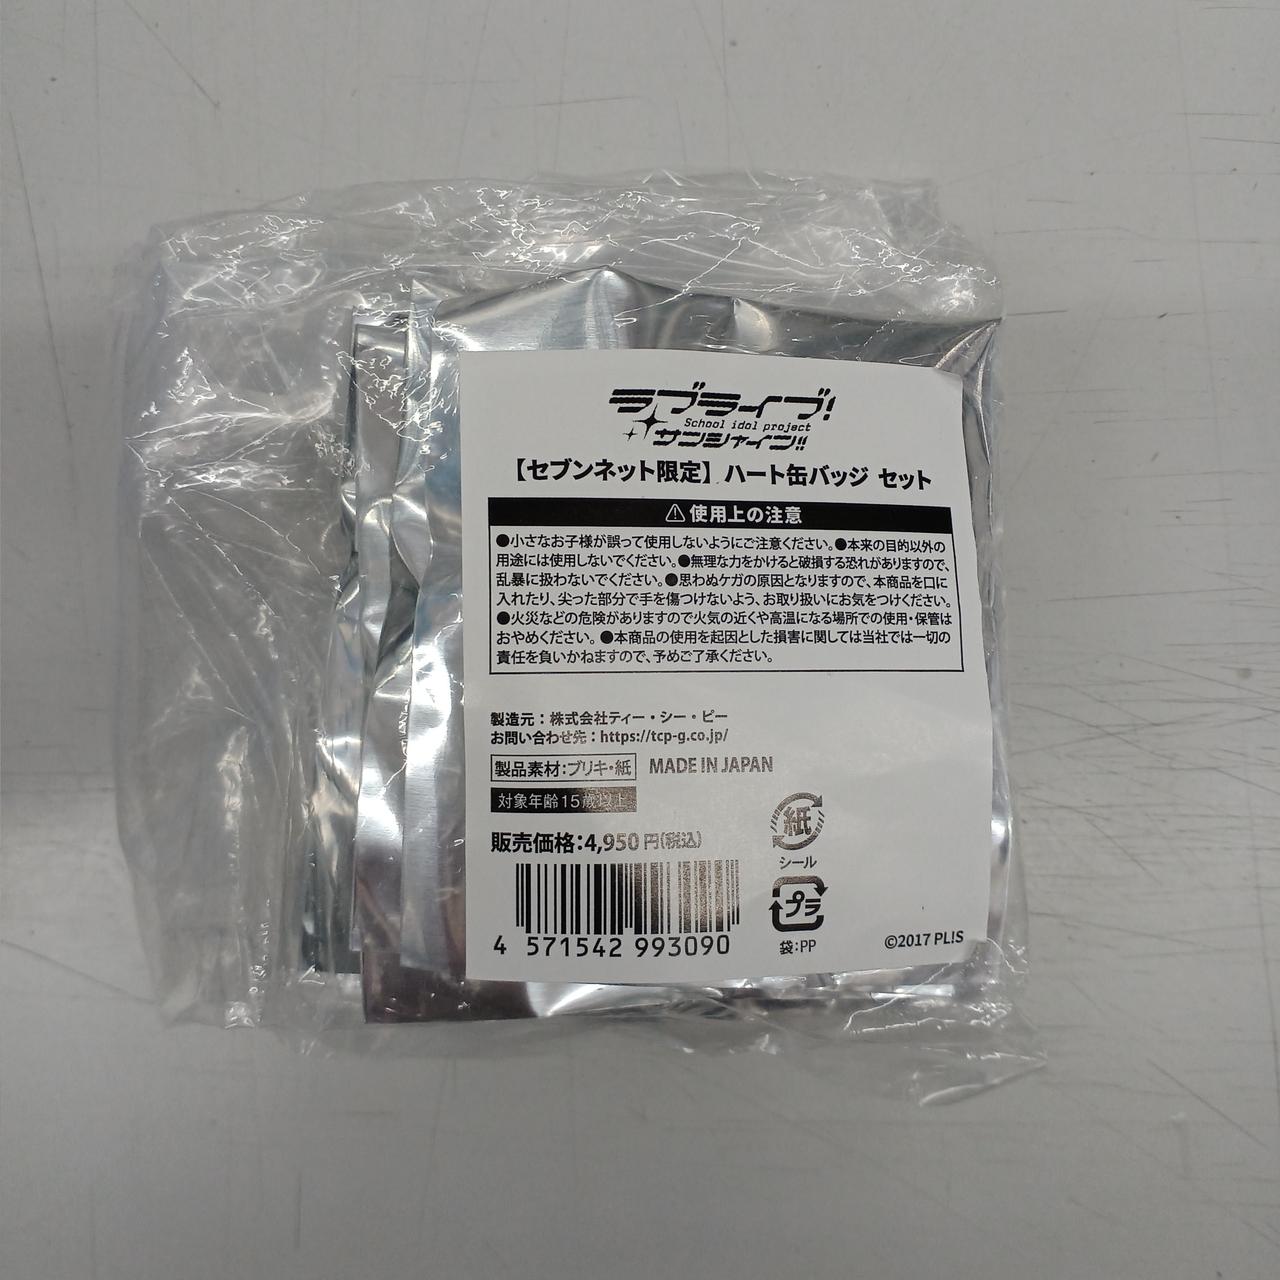 ラブライブ!
School idol project
サンシャイン!!
【セブンネット限定】ハート缶バッジ セット
⚠使用上の注意
●小さなお子様が誤って使用しないようにご注意ください。●本来の目的以外の
用途には使用しないでください。●無理な力をかけると破損する恐れがありますので、
乱暴に扱わないでください。●思わぬケガの原因となりますので、本商品を口に
入れたり、尖った部分で手を傷つけないよう、お取り扱いにお気をつけください。
●火災などの危険がありますので火気の近くや高温になる場所での使用・保管は
おやめください。●本商品の使用を起因とした損害に関しては当社では一切の
責任を負いかねますので、予めご了承ください。
製造元：株式会社ティー・シー・ピー
お問い合わせ先：https://tcp-g.co.jp/
製品素材：ブリキ・紙 MADE IN JAPAN
対象年齢15歳以上
紙
シール
販売価格：4,950円(税込)
プラ
袋：PP
4 571542 993090
©2017 PL!S